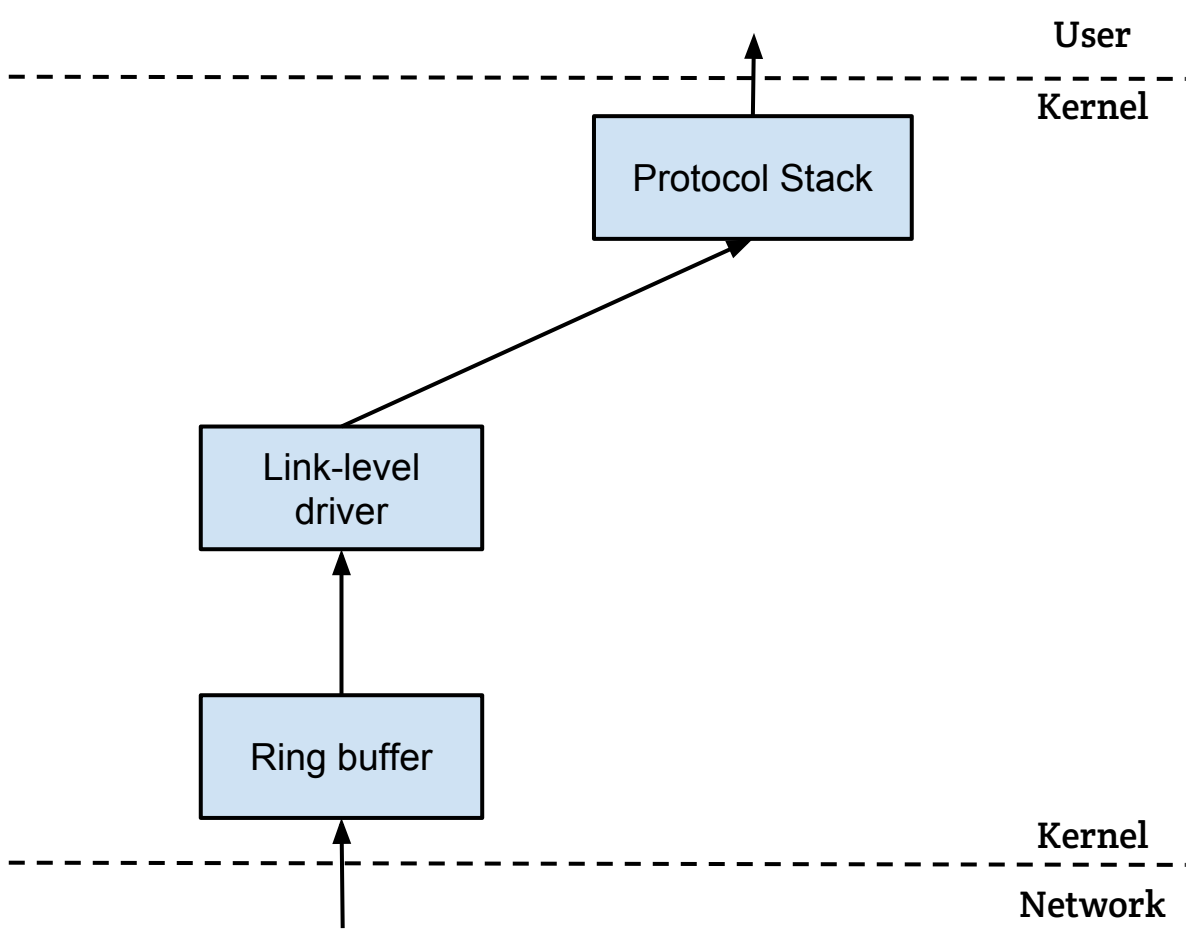 User
Kernel
Protocol Stack
Link-level
driver
Ring buffer
Kernel
Network